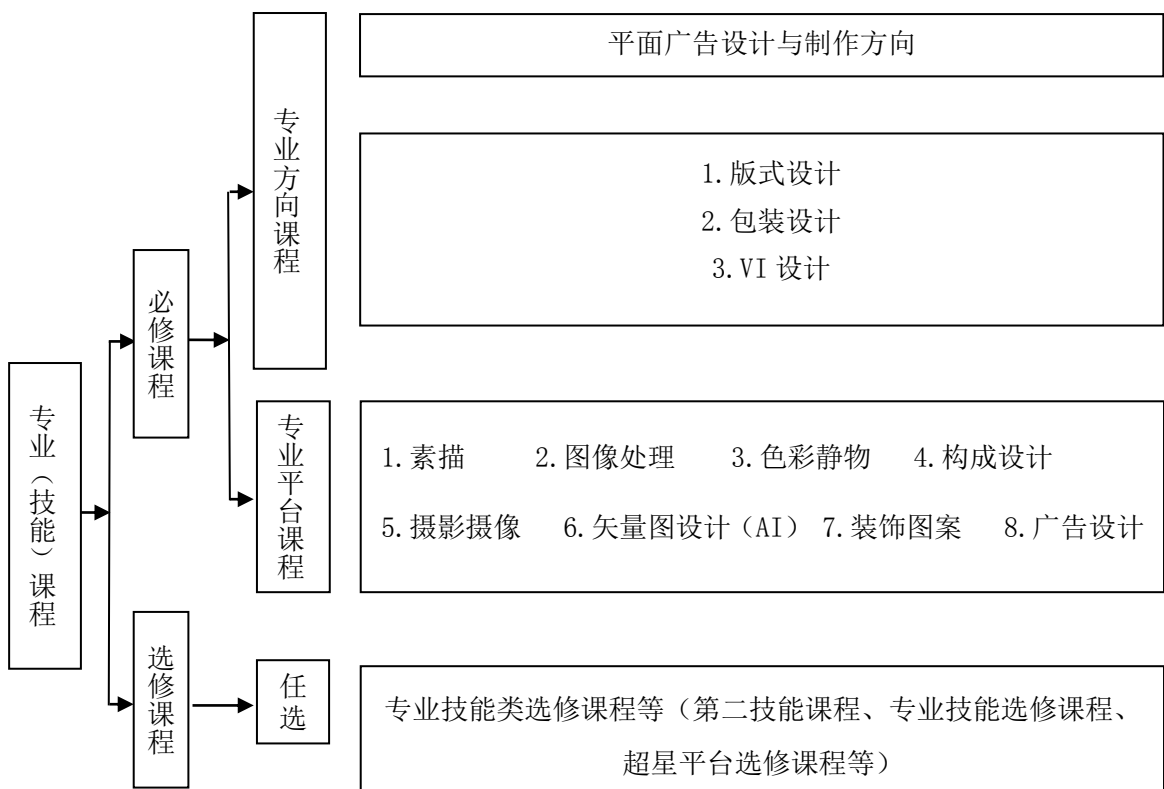 平面广告设计与制作方向
专业方向课程
1.版式设计
2.包装设计
3.VI 设计
必修课程
专业（技能）课程
专业平台课程
1.素描 2.图像处理 3.色彩静物 4.构成设计
5.摄影摄像 6.矢量图设计（AI） 7.装饰图案 8.广告设计
选修课程
任选
专业技能类选修课程等（第二技能课程、专业技能选修课程、
超星平台选修课程等）